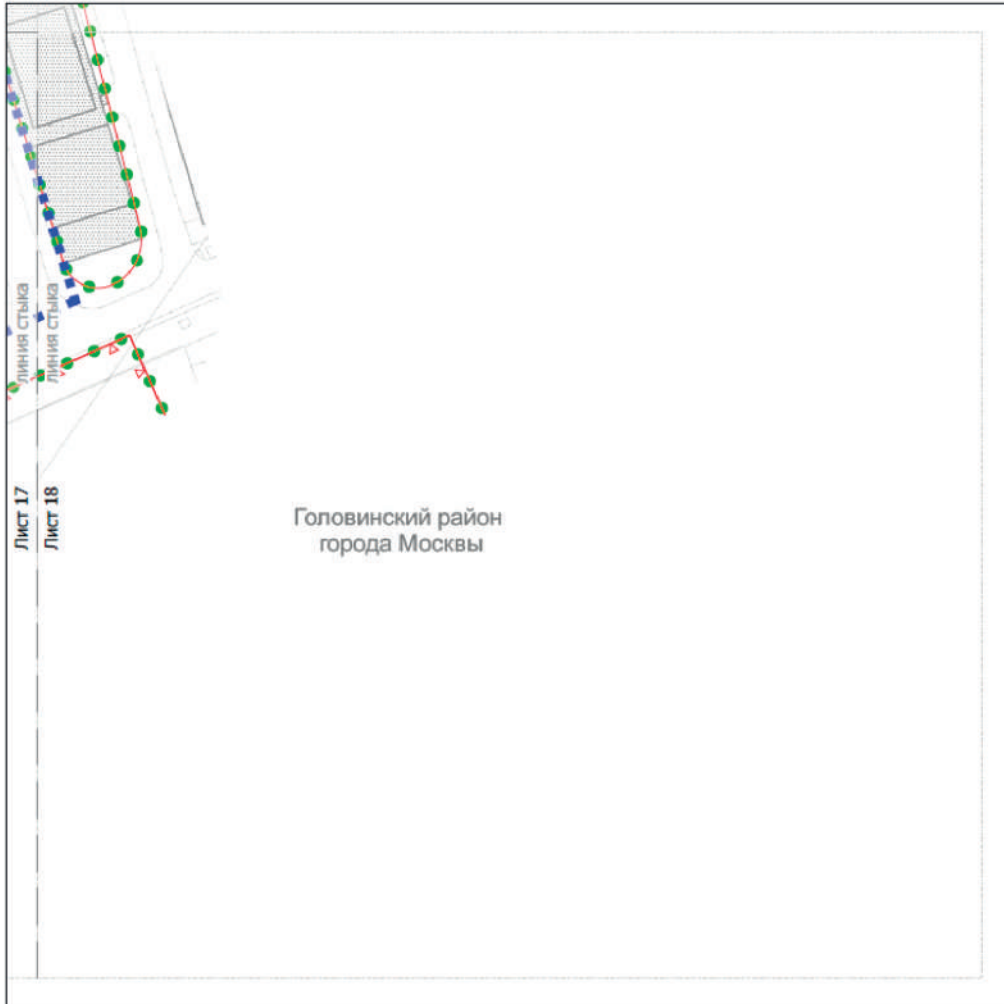 линия стыка
линия стыка
Лист 17
Лист 18
Головинский район
города Москвы